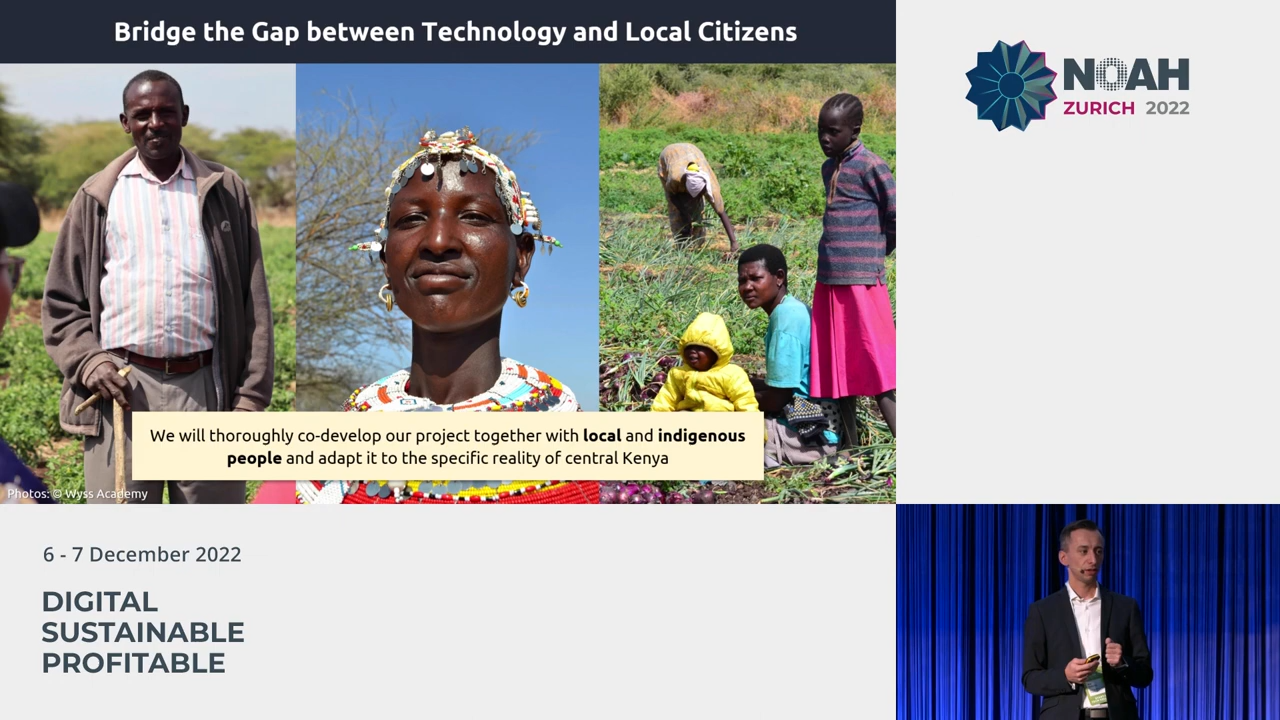 Bridge the Gap between Technology and Local Citizens
NOAH
ZURICH 2022
We will thoroughly co-develop our project together with local and indigenous
people and adapt it to the specific reality of central Kenya
Photos: © Wyss Academy
6 - 7 December 2022
DIGITAL
SUSTAINABLE
PROFITABLE